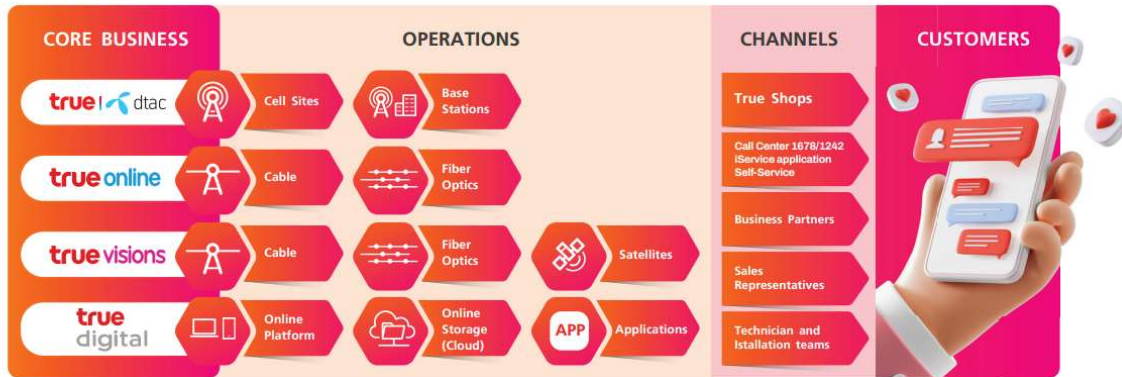 CORE BUSINESS
OPERATIONS
CHANNELS
CUSTOMERS
true dtac
Cell Sites
Base
Stations
true online
Cable
Fiber
Optics
true visions
Cable
Fiber
Optics
Satellites
true
digital
Online
Platform
Online
Storage
(Cloud)
APP
Applications
True Shops
Call Center 1678/1242
iService application
Self-Service
Business Partners
Sales
Representatives
Technician and
Istallation teams